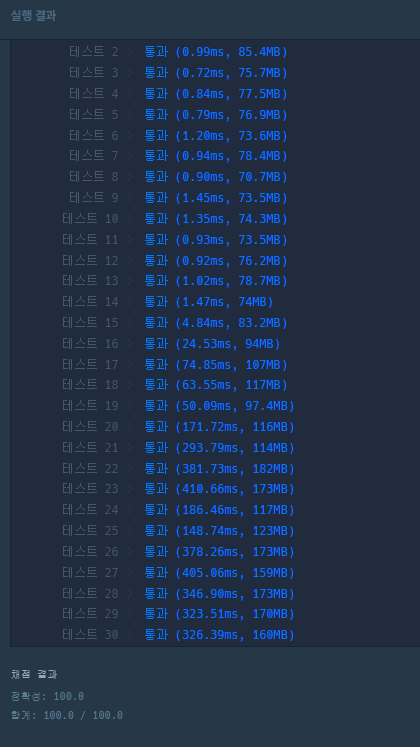 실행 결과
테스트 2 〉 통과 (0.99ms, 85.4MB)
테스트 3 〉 통과 (0.72ms, 75.7MB)
테스트 4 〉 통과 (0.84ms, 77.5MB)
테스트 5 〉 통과 (0.79ms, 76.9MB)
테스트 6 〉 통과 (1.20ms, 73.6MB)
테스트 7 〉 통과 (0.94ms, 78.4MB)
테스트 8 〉 통과 (0.90ms, 70.7MB)
테스트 9 〉 통과 (1.45ms, 73.5MB)
테스트 10 〉 통과 (1.35ms, 74.3MB)
테스트 11 〉 통과 (0.93ms, 73.5MB)
테스트 12 〉 통과 (0.92ms, 76.2MB)
테스트 13 〉 통과 (1.02ms, 78.7MB)
테스트 14 〉 통과 (1.47ms, 74MB)
테스트 15 〉 통과 (4.84ms, 83.2MB)
테스트 16 〉 통과 (24.53ms, 94MB)
테스트 17 〉 통과 (74.85ms, 107MB)
테스트 18 〉 통과 (63.55ms, 117MB)
테스트 19 〉 통과 (50.09ms, 97.4MB)
테스트 20 〉 통과 (171.72ms, 116MB)
테스트 21 〉 통과 (293.79ms, 114MB)
테스트 22 〉 통과 (381.73ms, 182MB)
테스트 23 〉 통과 (410.66ms, 173MB)
테스트 24 〉 통과 (186.46ms, 117MB)
테스트 25 〉 통과 (148.74ms, 123MB)
테스트 26 〉 통과 (378.26ms, 173MB)
테스트 27 〉 통과 (405.06ms, 159MB)
테스트 28 〉 통과 (346.90ms, 173MB)
테스트 29 〉 통과 (323.51ms, 170MB)
테스트 30 〉 통과 (326.39ms, 160MB)
채점 결과
정확성: 100.0
합계: 100.0 / 100.0